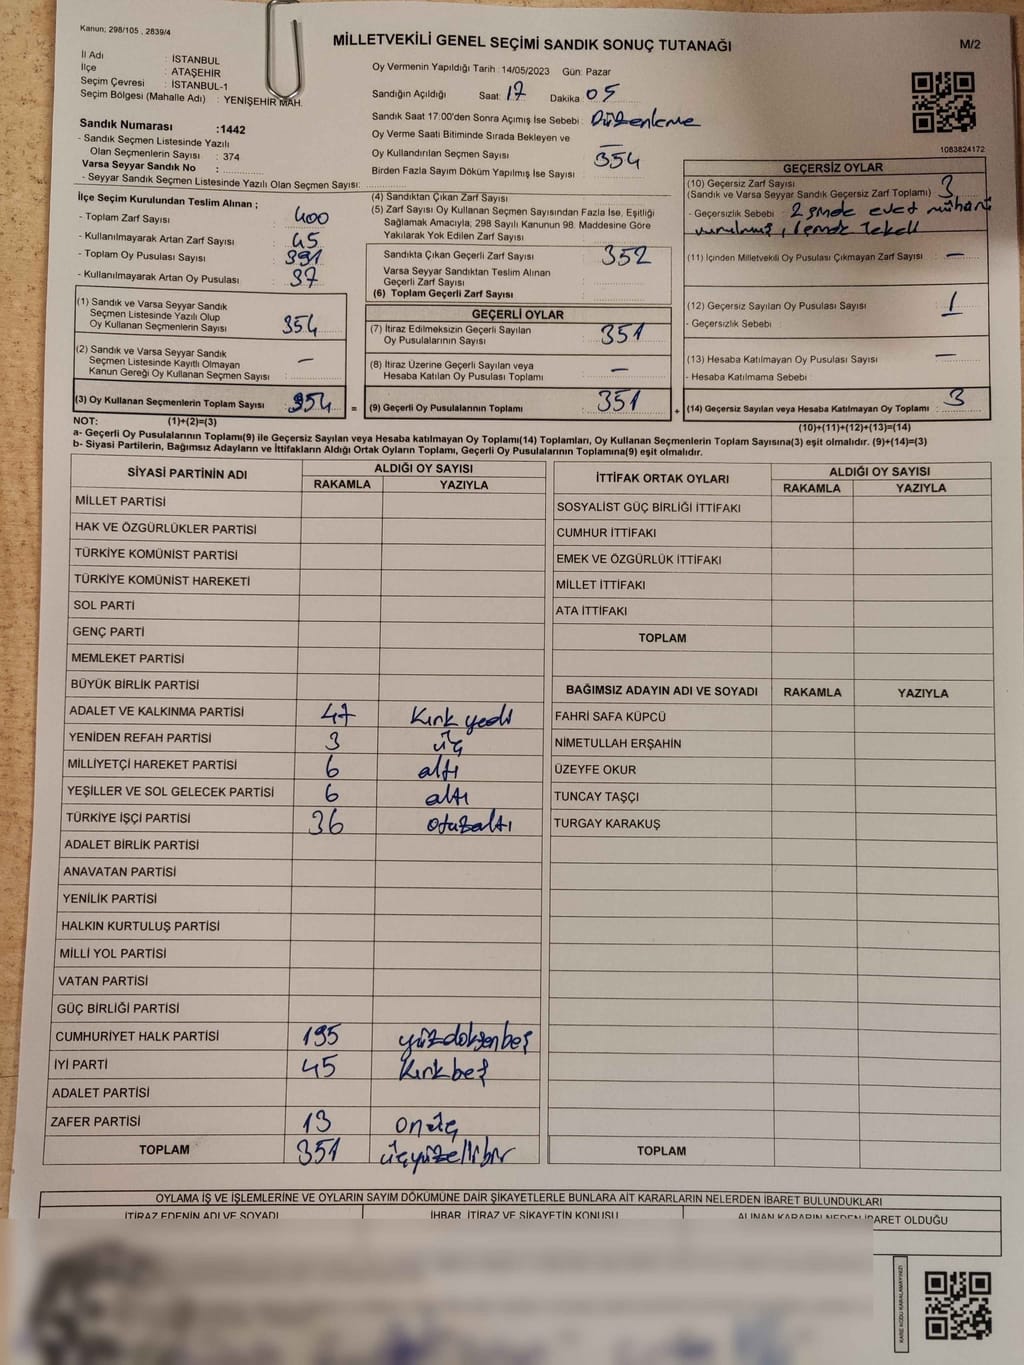 Kanun; 298/105 , 2839/4
MİLLETVEKİLİ GENEL SEÇİMİ SANDIK SONUÇ TUTANAĞI
M/2
İl Adı : İSTANBUL
İlçe : ATAŞEHİR
Seçim Çevresi : İSTANBUL-1
Seçim Bölgesi (Mahalle Adı) : YENİŞEHİR MAH.
Sandık Numarası :1442
- Sandık Seçmen Listesinde Yazılı
Olan Seçmenlerin Sayısı : 374
Varsa Seyyar Sandık No :
- Seyyar Sandık Seçmen Listesinde Yazılı Olan Seçmen Sayısı:
Oy Vermenin Yapıldığı Tarih : 14/05/2023 Gün: Pazar
Sandığın Açıldığı Saat: 17 Dakika: 05
Sandık Saat 17:00'den Sonra Açımış İse Sebebi : Düzenleme
Oy Verme Saati Bitiminde Sırada Bekleyen ve
Oy Kullandırılan Seçmen Sayısı : 354
Birden Fazla Sayım Döküm Yapılmış İse Sayısı :
1083824172
İlçe Seçim Kurulundan Teslim Alınan ;
- Toplam Zarf Sayısı : 400
- Kullanılmayarak Artan Zarf Sayısı : 45
- Toplam Oy Pusulası Sayısı : 391
- Kullanılmayarak Artan Oy Pusulası : 37
(1) Sandık ve Varsa Seyyar Sandık
Seçmen Listesinde Yazılı Olup
Oy Kullanan Seçmenlerin Sayısı : 354
(2) Sandık ve Varsa Seyyar Sandık
Seçmen Listesinde Kayıtlı Olmayan
Kanun Gereği Oy Kullanan Seçmen Sayısı : –
(3) Oy Kullanan Seçmenlerin Toplam Sayısı : 354 =
(4) Sandıktan Çıkan Zarf Sayısı
(5) Zarf Sayısı Oy Kullanan Seçmen Sayısından Fazla İse, Eşitliği
Sağlamak Amacıyla; 298 Sayılı Kanunun 98. Maddesine Göre
Yakılarak Yok Edilen Zarf Sayısı :
Sandıkta Çıkan Geçerli Zarf Sayısı : 352
Varsa Seyyar Sandıktan Teslim Alınan
Geçerli Zarf Sayısı :
(6) Toplam Geçerli Zarf Sayısı :
GEÇERLİ OYLAR
(7) İtiraz Edilmeksizin Geçerli Sayılan
Oy Pusulalarının Sayısı : 351
(8) İtiraz Üzerine Geçerli Sayılan veya
Hesaba Katılan Oy Pusulası Toplamı : –
(9) Geçerli Oy Pusulalarının Toplamı : 351 +
GEÇERSİZ OYLAR
(10) Geçersiz Zarf Sayısı
(Sandık ve Varsa Seyyar Sandık Geçersiz Zarf Toplamı) : 3
- Geçersizlik Sebebi : 2 evet mühürü
vurulmuş, 1
(11) İçinden Milletvekili Oy Pusulası Çıkmayan Zarf Sayısı : –
(12) Geçersiz Sayılan Oy Pusulası Sayısı : 1
- Geçersizlik Sebebi :
(13) Hesaba Katılmayan Oy Pusulası Sayısı : –
- Hesaba Katılmama Sebebi :
(14) Geçersiz Sayılan veya Hesaba Katılmayan Oy Toplamı : 3
NOT: (1)+(2)=(3)
(10)+(11)+(12)+(13)=(14)
a- Geçerli Oy Pusulalarının Toplamı(9) ile Geçersiz Sayılan veya Hesaba katılmayan Oy Toplamı(14) Toplamları, Oy Kullanan Seçmenlerin Toplam Sayısına(3) eşit olmalıdır. (9)+(14)=(3)
b- Siyasi Partilerin, Bağımsız Adayların ve İttifakların Aldığı Ortak Oyların Toplamı, Geçerli Oy Pusulalarının Toplamına(9) eşit olmalıdır.
SİYASİ PARTİNİN ADI ALDIĞI OY SAYISI
RAKAMLA YAZIYLA
MİLLET PARTİSİ
HAK VE ÖZGÜRLÜKLER PARTİSİ
TÜRKİYE KOMÜNİST PARTİSİ
TÜRKİYE KOMÜNİST HAREKETİ
SOL PARTİ
GENÇ PARTİ
MEMLEKET PARTİSİ
BÜYÜK BİRLİK PARTİSİ
ADALET VE KALKINMA PARTİSİ 47 Kırk yedi
YENİDEN REFAH PARTİSİ 3 üç
MİLLİYETÇİ HAREKET PARTİSİ 6 altı
YEŞİLLER VE SOL GELECEK PARTİSİ 6 altı
TÜRKİYE İŞÇİ PARTİSİ 36 otuzaltı
ADALET BİRLİK PARTİSİ
ANAVATAN PARTİSİ
YENİLİK PARTİSİ
HALKIN KURTULUŞ PARTİSİ
MİLLİ YOL PARTİSİ
VATAN PARTİSİ
GÜÇ BİRLİĞİ PARTİSİ
CUMHURİYET HALK PARTİSİ 195 yüzdoksenbeş
İYİ PARTİ 45 Kırkbeş
ADALET PARTİSİ
ZAFER PARTİSİ 13 onüç
TOPLAM 351 üçyüzellibir
İTTİFAK ORTAK OYLARI ALDIĞI OY SAYISI
RAKAMLA YAZIYLA
SOSYALİST GÜÇ BİRLİĞİ İTTİFAKI
CUMHUR İTTİFAKI
EMEK VE ÖZGÜRLÜK İTTİFAKI
MİLLET İTTİFAKI
ATA İTTİFAKI
TOPLAM
BAĞIMSIZ ADAYIN ADI VE SOYADI RAKAMLA YAZIYLA
FAHRİ SAFA KÜPCÜ
NİMETULLAH ERŞAHİN
ÜZEYFE OKUR
TUNCAY TAŞÇI
TURGAY KARAKUŞ
TOPLAM
OYLAMA İŞ VE İŞLEMLERİNE VE OYLARIN SAYIM DÖKÜMÜNE DAİR ŞİKAYETLERLE BUNLARA AİT KARARLARIN NELERDEN İBARET BULUNDUKLARI
İTİRAZ EDENİN ADI VE SOYADI İHBAR, İTİRAZ VE ŞİKAYETİN KONUSU ALINAN KARARIN NEDEN İBARET OLDUĞU
KARE KODU KARALAMAYINIZ!